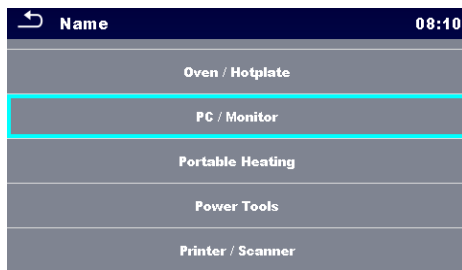 Name 08:10
Oven / Hotplate
PC / Monitor
Portable Heating
Power Tools
Printer / Scanner